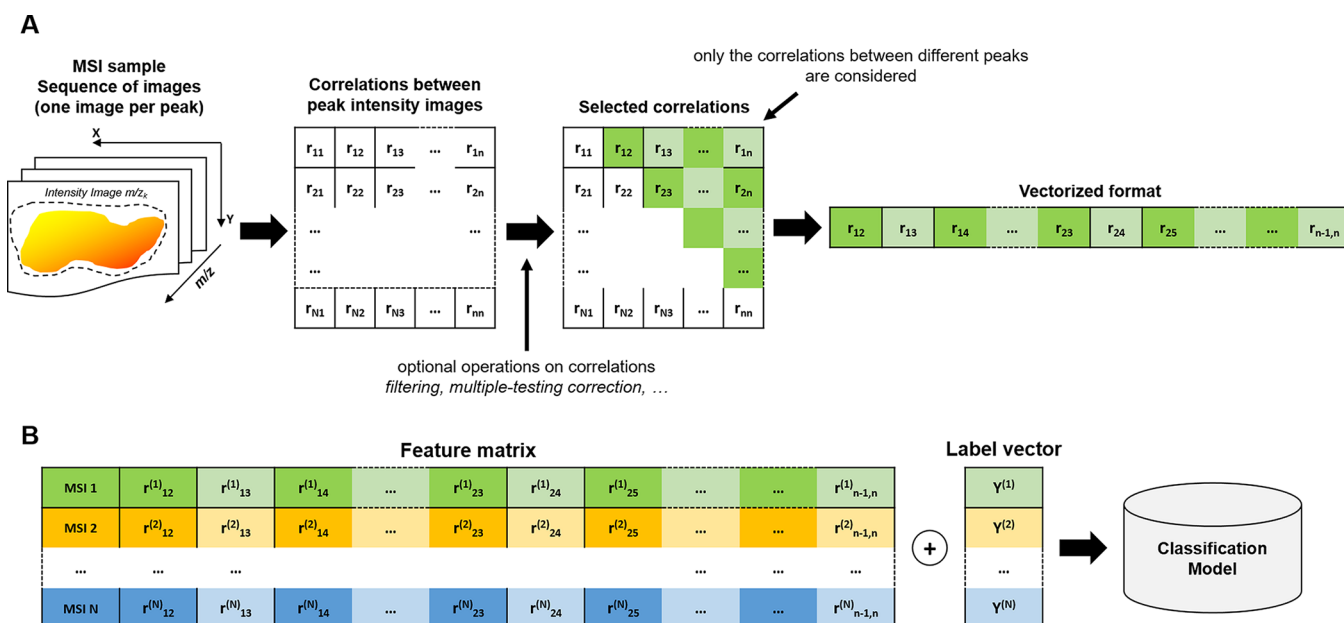 A
MSI sample
Sequence of images
(one image per peak)
X
Intensity Image m/zk
Y
m/z
Correlations between
peak intensity images
r11 r12 r13 ... r1n
r21 r22 r23 ... r2n
... ...
...
rN1 rN2 rN3 ... rnn
optional operations on correlations
filtering, multiple-testing correction, ...
only the correlations between different peaks
are considered
Selected correlations
r11 r12 r13 ... r1n
r21 r22 r23 ... r2n
...
... ...
rN1 rN2 rN3 ... rnn
Vectorized format
r12 r13 r14 ... r23 r24 r25 ... ... rn-1,n
B
Feature matrix
MSI 1 r(1)12 r(1)13 r(1)14 ... r(1)23 r(1)24 r(1)25 ... ... r(1)n-1,n
MSI 2 r(2)12 r(2)13 r(2)14 ... r(2)23 r(2)24 r(2)25 ... ... r(2)n-1,n
... ... ... ... ... ...
MSI N r(N)12 r(N)13 r(N)14 ... r(N)23 r(N)24 r(N)25 ... ... r(N)n-1,n
+
Label vector
Y(1)
Y(2)
...
Y(N)
Classification
Model